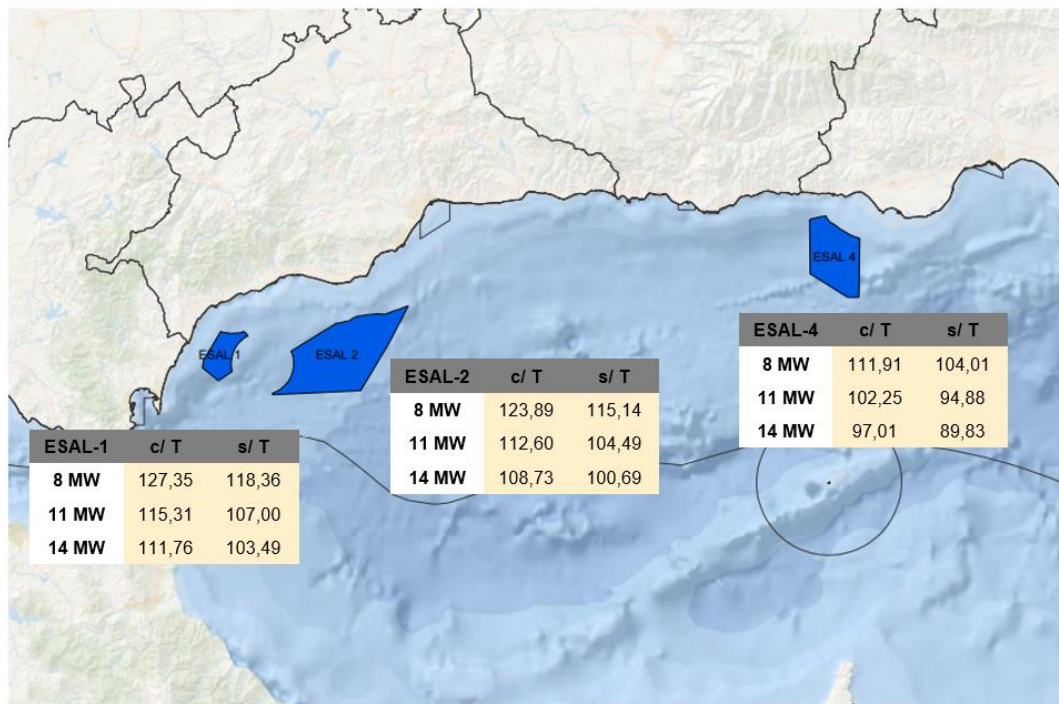 ESAL 4
ESAL 1
ESAL 2
ESAL-4 c/ T s/ T
8 MW 111,91 104,01
11 MW 102,25 94,88
14 MW 97,01 89,83
ESAL-2 c/ T s/ T
8 MW 123,89 115,14
11 MW 112,60 104,49
14 MW 108,73 100,69
ESAL-1 c/ T s/ T
8 MW 127,35 118,36
11 MW 115,31 107,00
14 MW 111,76 103,49